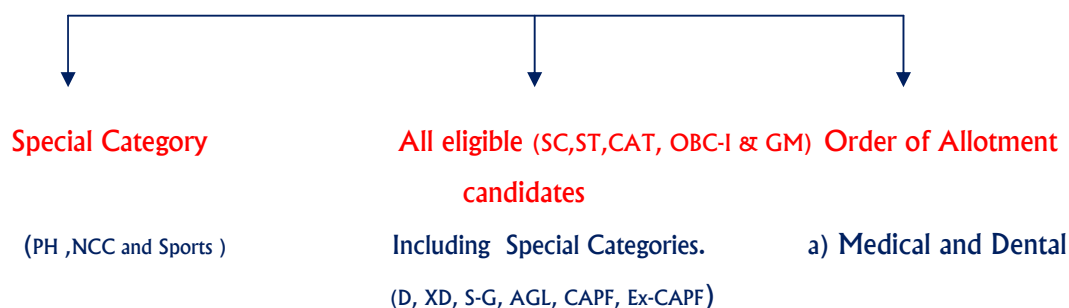 Special Category
All eligible (SC,ST,CAT, OBC-I & GM)
candidates
Order of Allotment
(PH ,NCC and Sports )
Including Special Categories.
(D, XD, S-G, AGL, CAPF, Ex-CAPF)
a) Medical and Dental